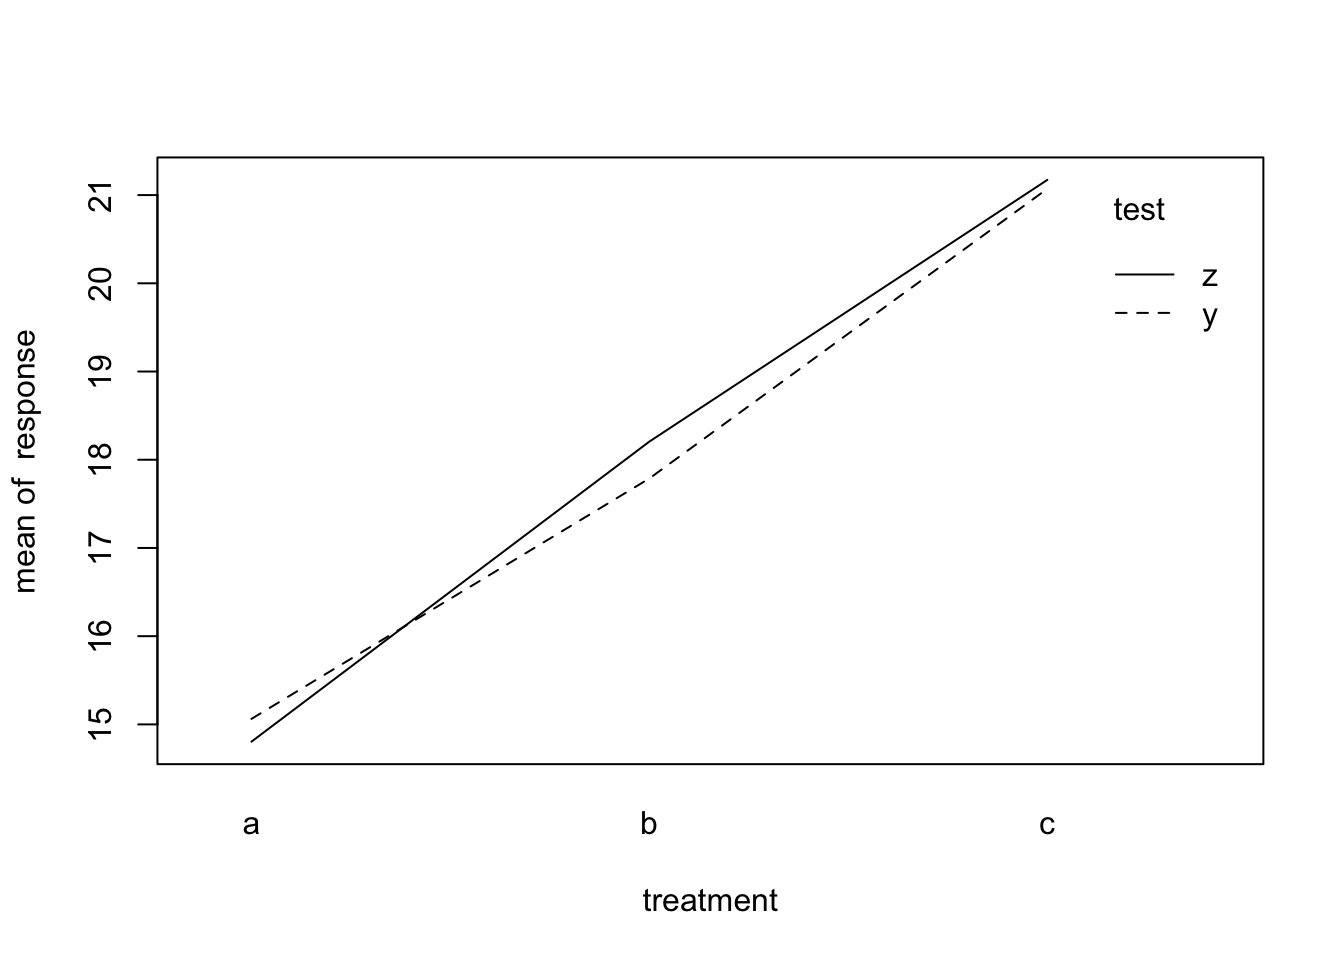 mean of  response
21
20
19
18
17
16
15
test
z
y
a b c
treatment